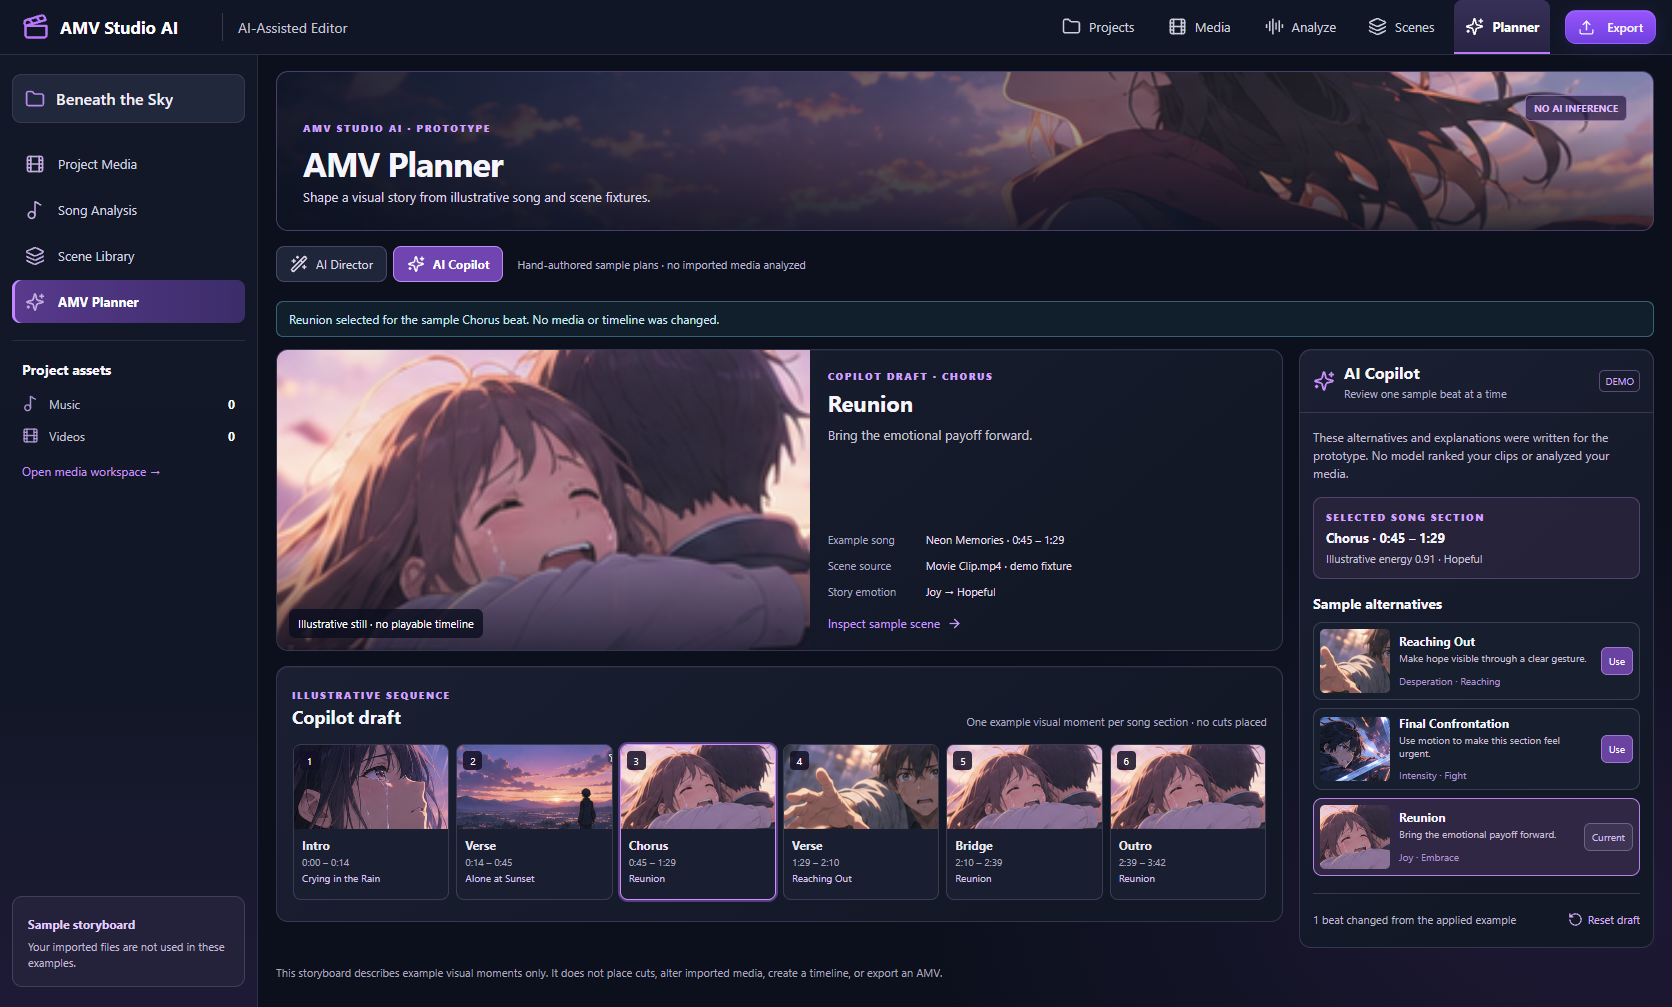 AMV Studio AI
AI-Assisted Editor
Projects
Media
Analyze
Scenes
Planner
Export
Beneath the Sky
Project Media
Song Analysis
Scene Library
AMV Planner
Project assets
Music 0
Videos 0
Open media workspace →
Sample storyboard
Your imported files are not used in these
examples.
NO AI INFERENCE
AMV STUDIO AI · PROTOTYPE
AMV Planner
Shape a visual story from illustrative song and scene fixtures.
AI Director
AI Copilot
Hand-authored sample plans · no imported media analyzed
Reunion selected for the sample Chorus beat. No media or timeline was changed.
Illustrative still · no playable timeline
COPILOT DRAFT · CHORUS
Reunion
Bring the emotional payoff forward.
Example song Neon Memories · 0:45 – 1:29
Scene source Movie Clip.mp4 · demo fixture
Story emotion Joy → Hopeful
Inspect sample scene →
ILLUSTRATIVE SEQUENCE
Copilot draft
One example visual moment per song section · no cuts placed
1
Intro
0:00 – 0:14
Crying in the Rain
2
Verse
0:14 – 0:45
Alone at Sunset
3
Chorus
0:45 – 1:29
Reunion
4
Verse
1:29 – 2:10
Reaching Out
5
Bridge
2:10 – 2:39
Reunion
6
Outro
2:39 – 3:42
Reunion
This storyboard describes example visual moments only. It does not place cuts, alter imported media, create a timeline, or export an AMV.
AI Copilot
Review one sample beat at a time
DEMO
These alternatives and explanations were written for the
prototype. No model ranked your clips or analyzed your
media.
SELECTED SONG SECTION
Chorus · 0:45 – 1:29
Illustrative energy 0.91 · Hopeful
Sample alternatives
Reaching Out
Make hope visible through a clear gesture.
Desperation · Reaching
Use
Final Confrontation
Use motion to make this section feel
urgent.
Intensity · Fight
Use
Reunion
Bring the emotional payoff forward.
Joy · Embrace
Current
1 beat changed from the applied example
Reset draft